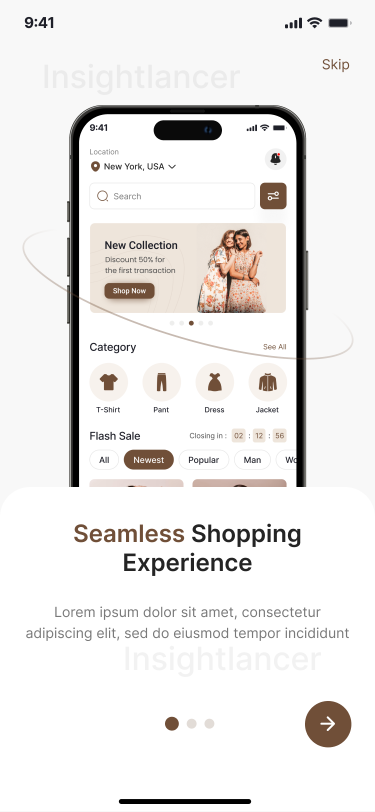 9:41
Skip
Insightlancer
9:41
Location
New York, USA
Search
New Collection
Discount 50% for
the first transaction
Shop Now
Category
See All
T-Shirt
Pant
Dress
Jacket
Flash Sale
Closing in :
02 : 12 : 56
All
Newest
Popular
Man
Wo
Seamless Shopping
Experience
Lorem ipsum dolor sit amet, consectetur
adipiscing elit, sed do eiusmod tempor incididunt
Insightlancer